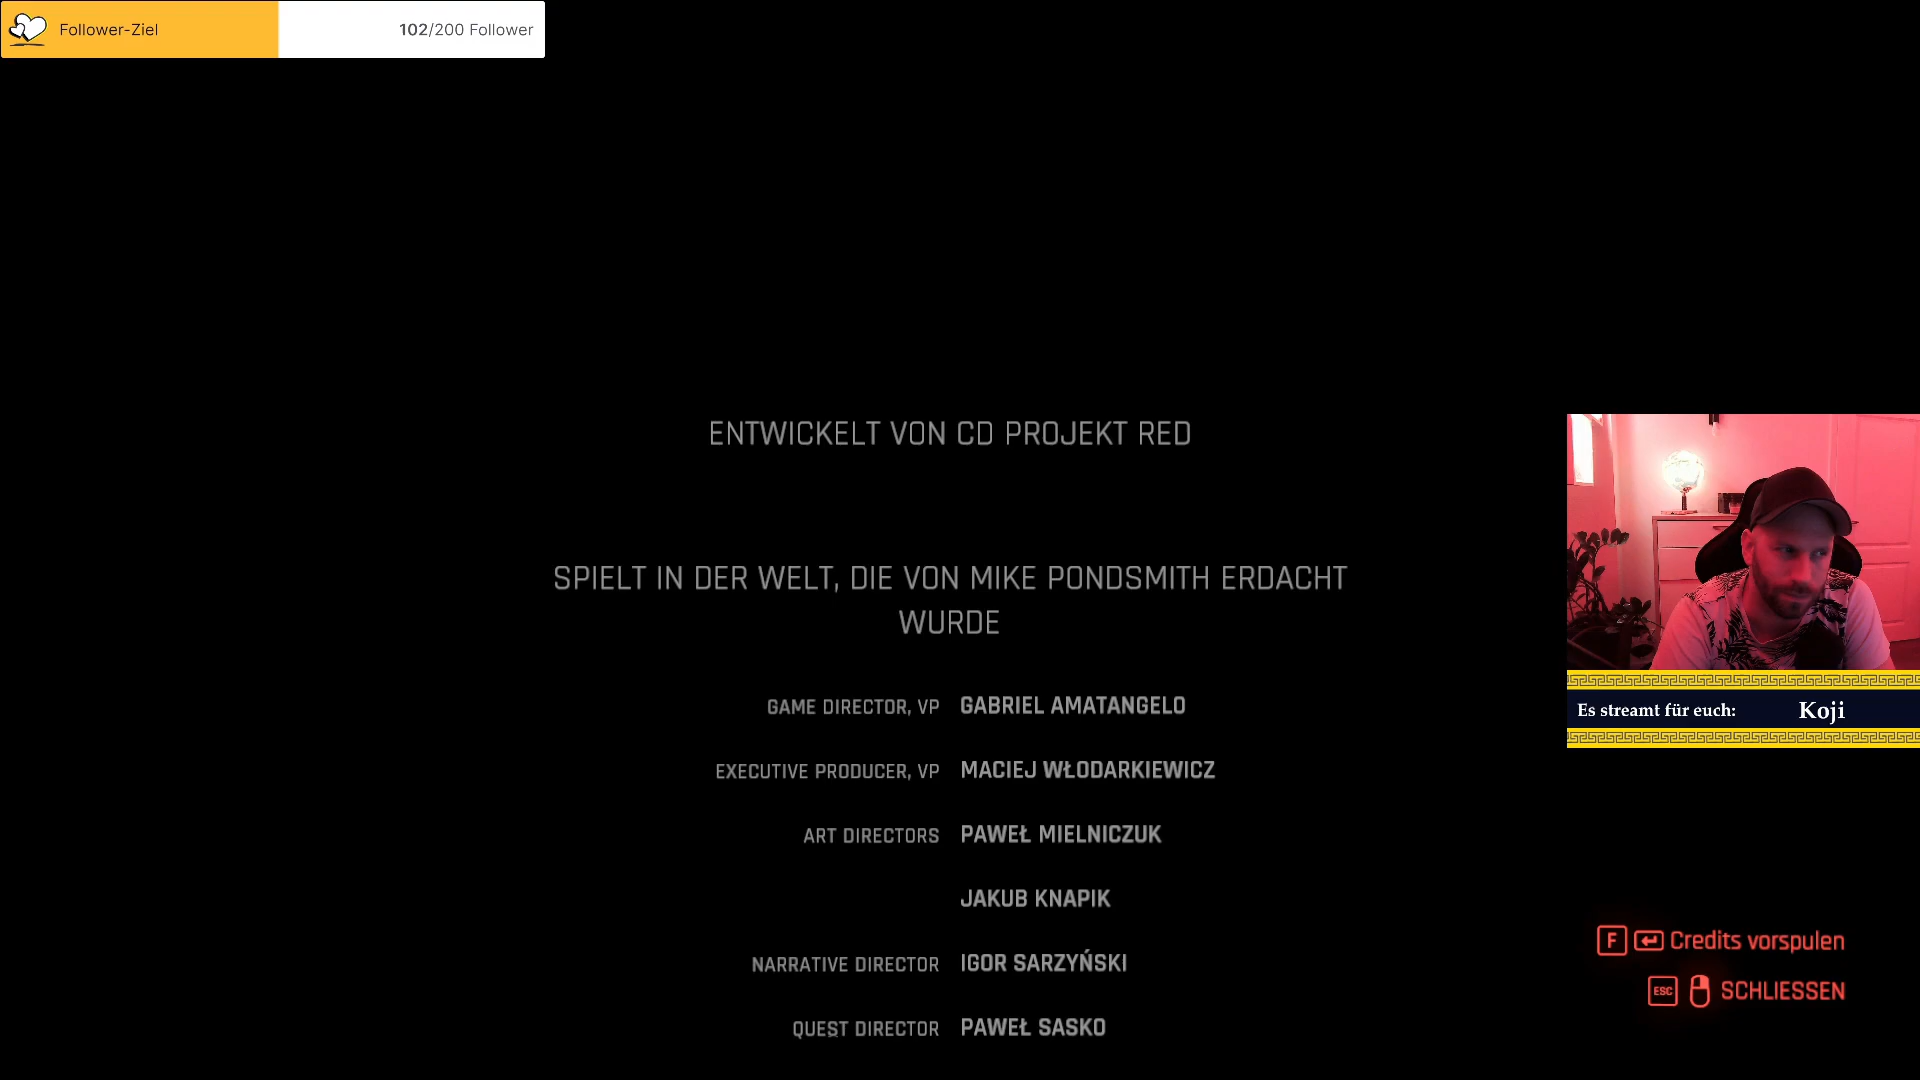 Follower-Ziel 102/200 Follower
ENTWICKELT VON CD PROJEKT RED
SPIELT IN DER WELT, DIE VON MIKE PONDSMITH ERDACHT
WURDE
GAME DIRECTOR, VP GABRIEL AMATANGELO
EXECUTIVE PRODUCER, VP MACIEJ WŁODARKIEWICZ
ART DIRECTORS PAWEŁ MIELNICZUK
JAKUB KNAPIK
NARRATIVE DIRECTOR IGOR SARZYŃSKI
QUEST DIRECTOR PAWEŁ SASKO
Es streamt für euch: Koji
F Credits vorspulen
ESC SCHLIESSEN